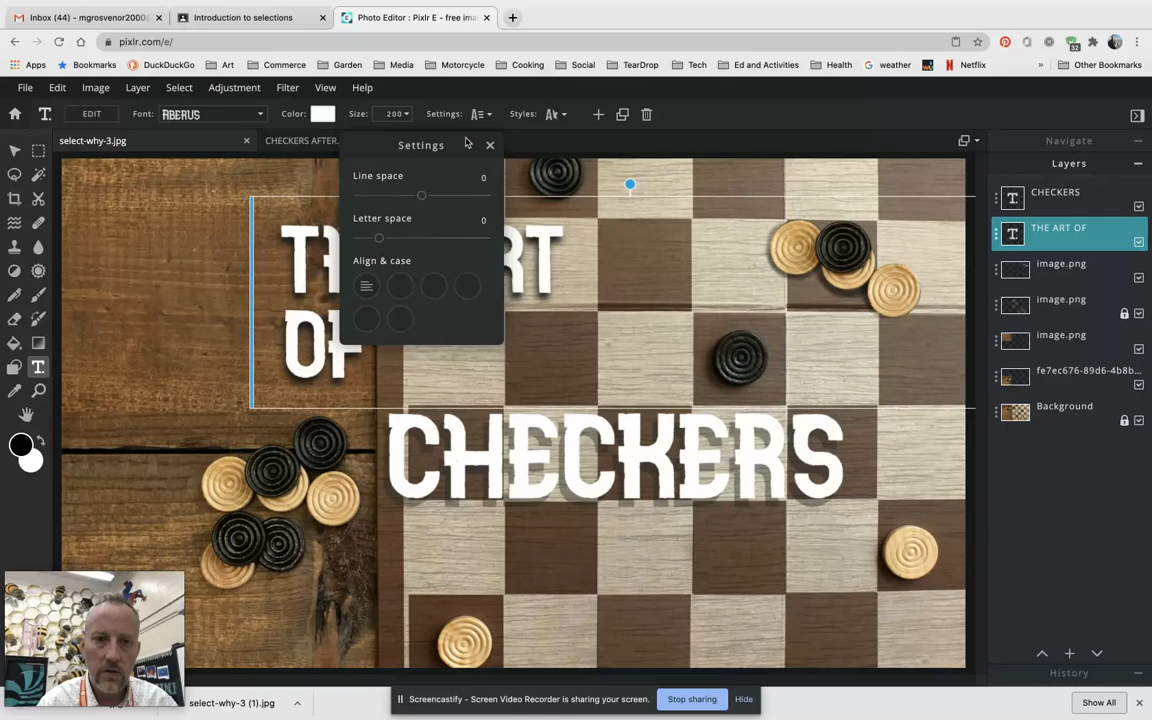 Inbox (44) - mgrosvenor2000
Introduction to selections
Photo Editor : Pixlr E - free ima
pixlr.com/e/
32
Apps
Bookmarks
DuckDuckGo
Art
Commerce
Garden
Media
Motorcycle
Cooking
Social
TearDrop
Tech
Ed and Activities
Health
weather
Netflix
»
Other Bookmarks
File
Edit
Image
Layer
Select
Adjustment
Filter
View
Help
EDIT
Font:
ABERUS
Color:
Size:
200
Settings:
Styles:
select-why-3.jpg
CHECKERS AFTER.
Navigate
Layers
Settings
Line space
0
Letter space
0
Align & case
CHECKERS
THE ART OF
image.png
image.png
image.png
fe7ec676-89d6-4b8b...
Background
History
OF
CHECKERS
Screencastify - Screen Video Recorder is sharing your screen.
Stop sharing
Hide
select-why-3 (1).jpg
Show All